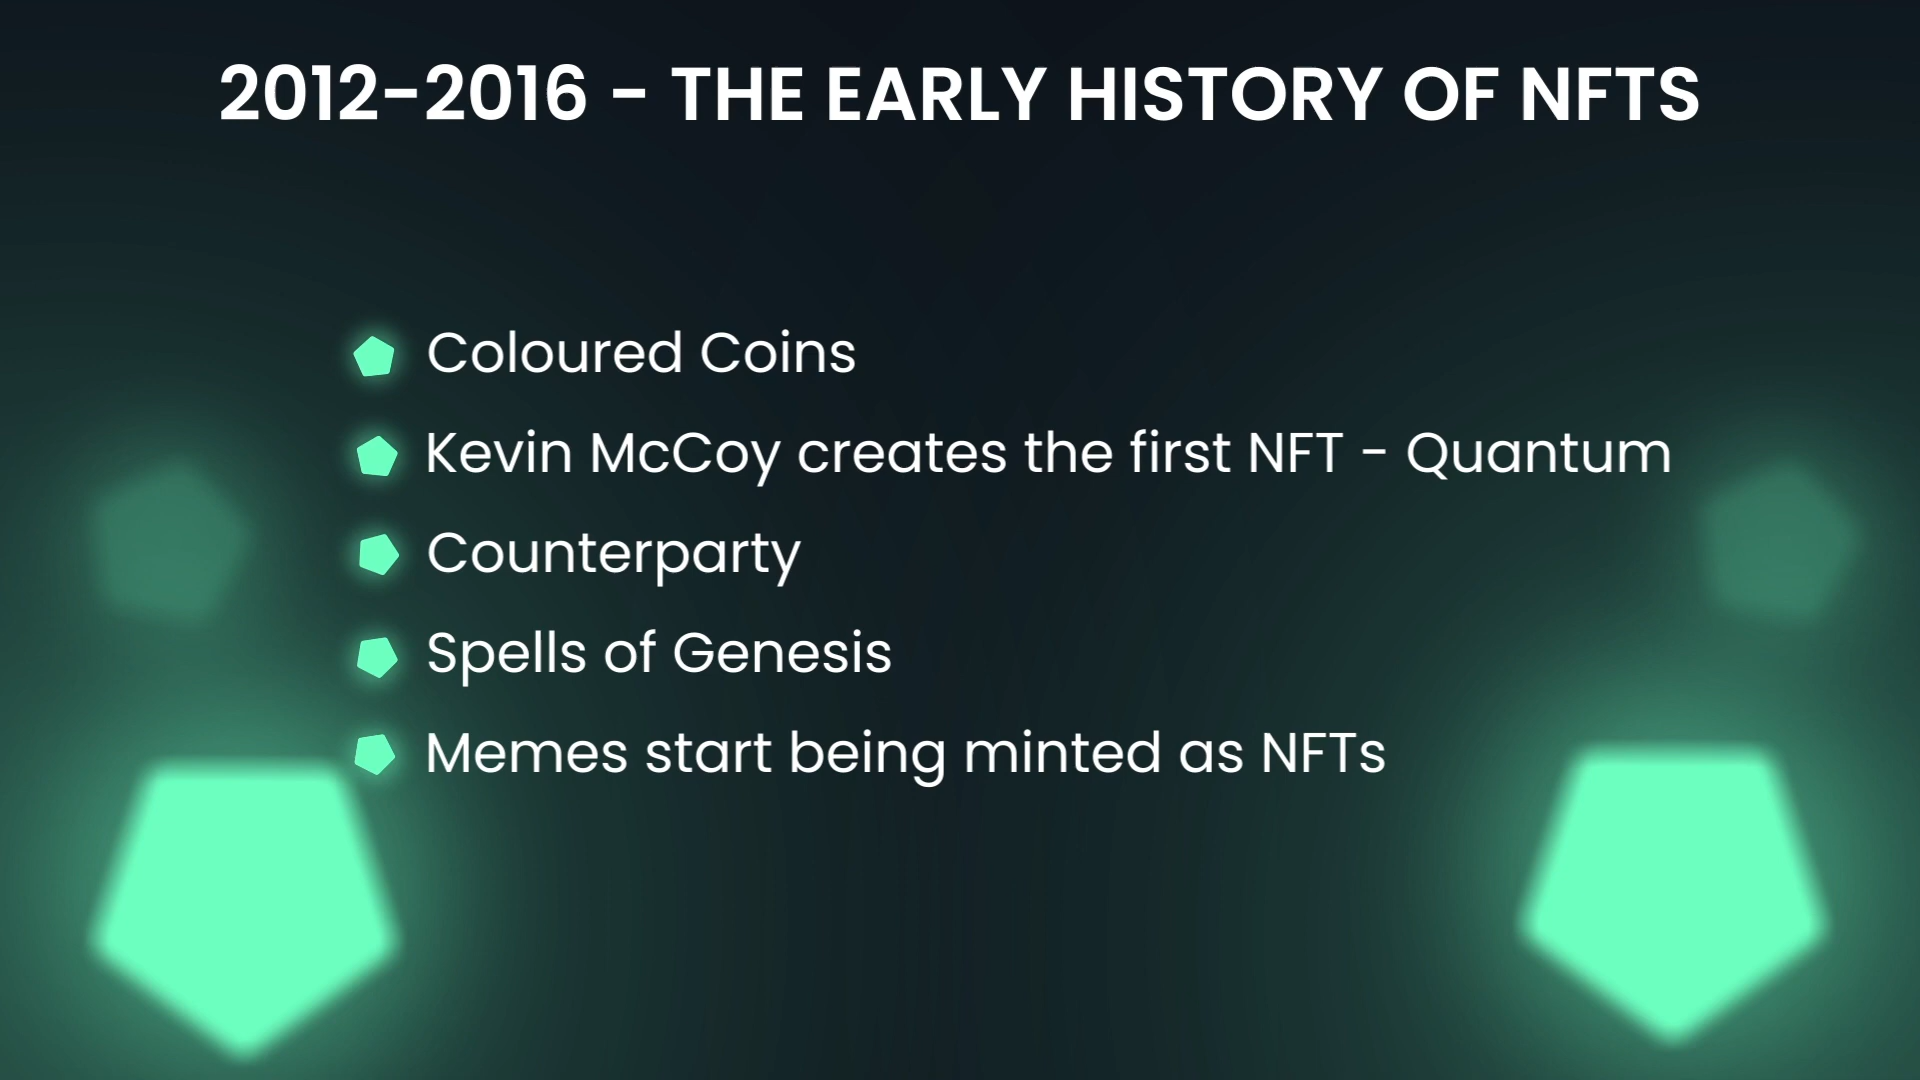 2012-2016 - THE EARLY HISTORY OF NFTS
Coloured Coins
Kevin McCoy creates the first NFT - Quantum
Counterparty
Spells of Genesis
Memes start being minted as NFTs